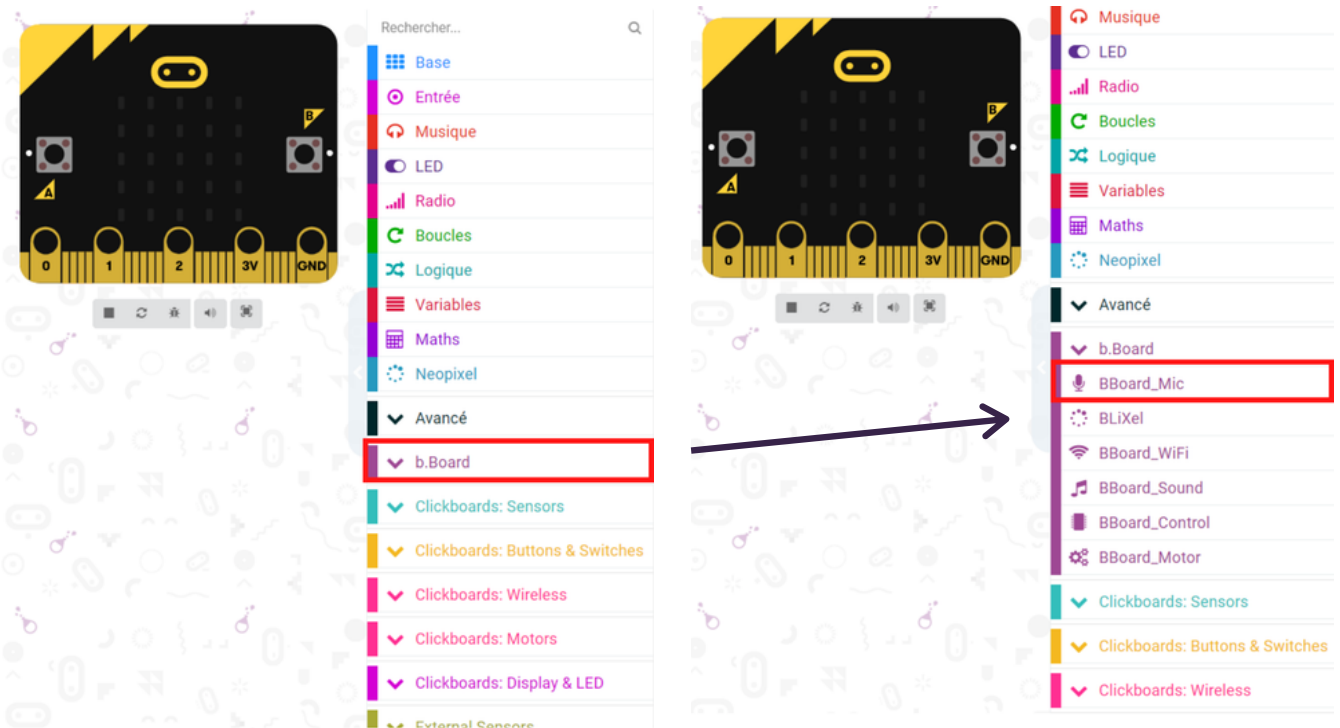 Rechercher...
Base
Entrée
Musique
LED
Radio
Boucles
Logique
Variables
Maths
Neopixel
Avancé
b.Board
Clickboards: Sensors
Clickboards: Buttons & Switches
Clickboards: Wireless
Clickboards: Motors
Clickboards: Display & LED
External Sensors
B
A
0 1 2 3V GND
Musique
LED
Radio
Boucles
Logique
Variables
Maths
Neopixel
Avancé
b.Board
BBoard_Mic
BLiXel
BBoard_WiFi
BBoard_Sound
BBoard_Control
BBoard_Motor
Clickboards: Sensors
Clickboards: Buttons & Switches
Clickboards: Wireless
B
A
0 1 2 3V GND